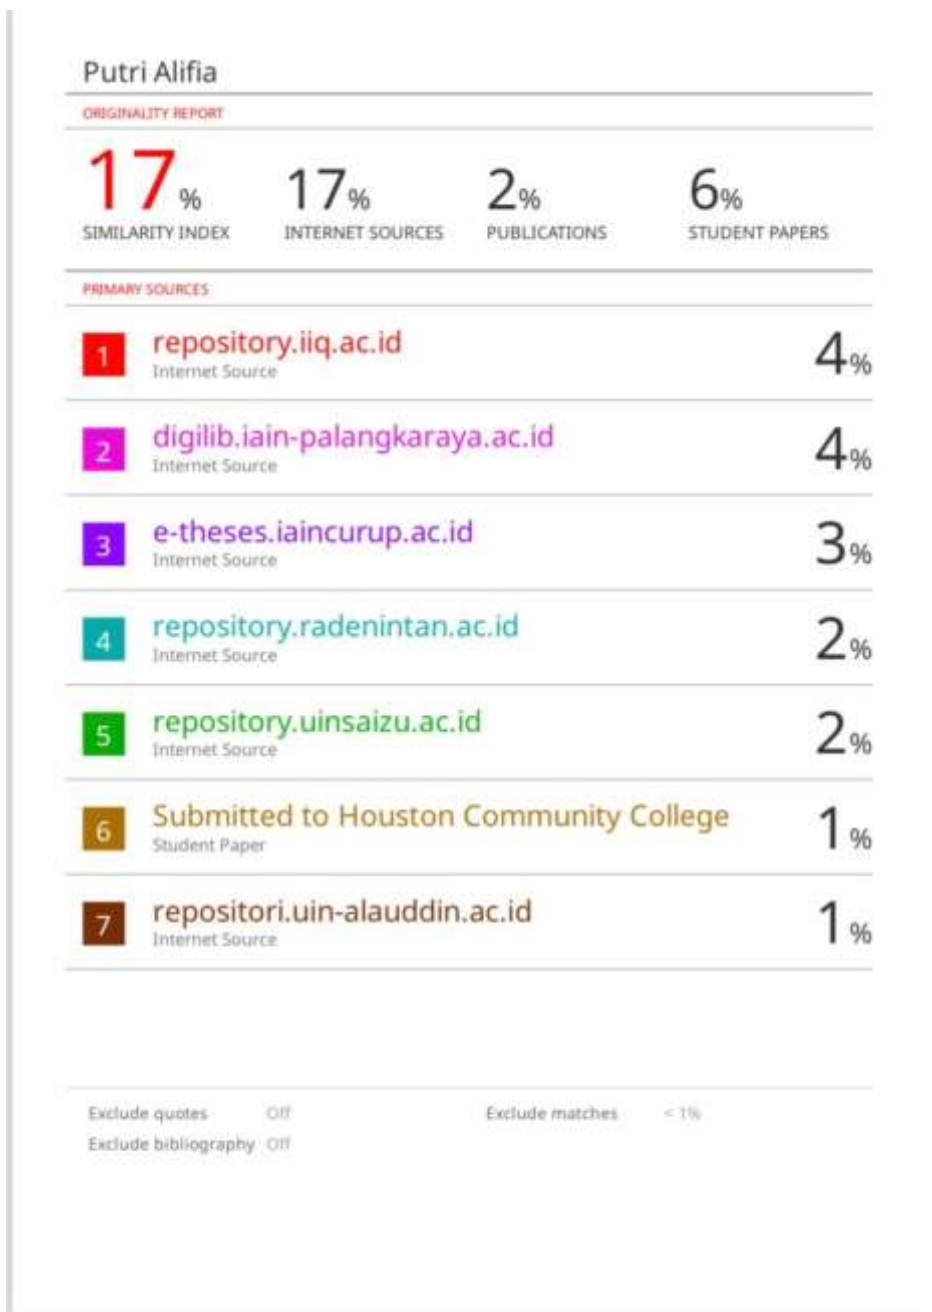 Putri Alifia
ORIGINALITY REPORT
17% 17% 2% 6%
SIMILARITY INDEX INTERNET SOURCES PUBLICATIONS STUDENT PAPERS
PRIMARY SOURCES
1 repository.iiq.ac.id 4%
Internet Source
2 digilib.iain-palangkaraya.ac.id 4%
Internet Source
3 e-theses.iaincurup.ac.id 3%
Internet Source
4 repository.radenintan.ac.id 2%
Internet Source
5 repository.uinsaizu.ac.id 2%
Internet Source
6 Submitted to Houston Community College 1%
Student Paper
7 repositori.uin-alauddin.ac.id 1%
Internet Source
Exclude quotes Off Exclude matches < 1%
Exclude bibliography Off